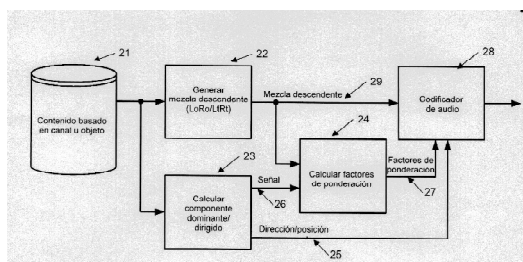 21
22
28
Generar
mezcla descendente
(LoRo/LtRt)
Mezcla descendente
29
Codificador
de audio
Contenido basado
en canal u objeto
24
23
Calcular factores
de ponderación
Factores de
ponderación
27
Señal
26
Calcular
componente
dominante/
dirigido
Dirección/posición
25